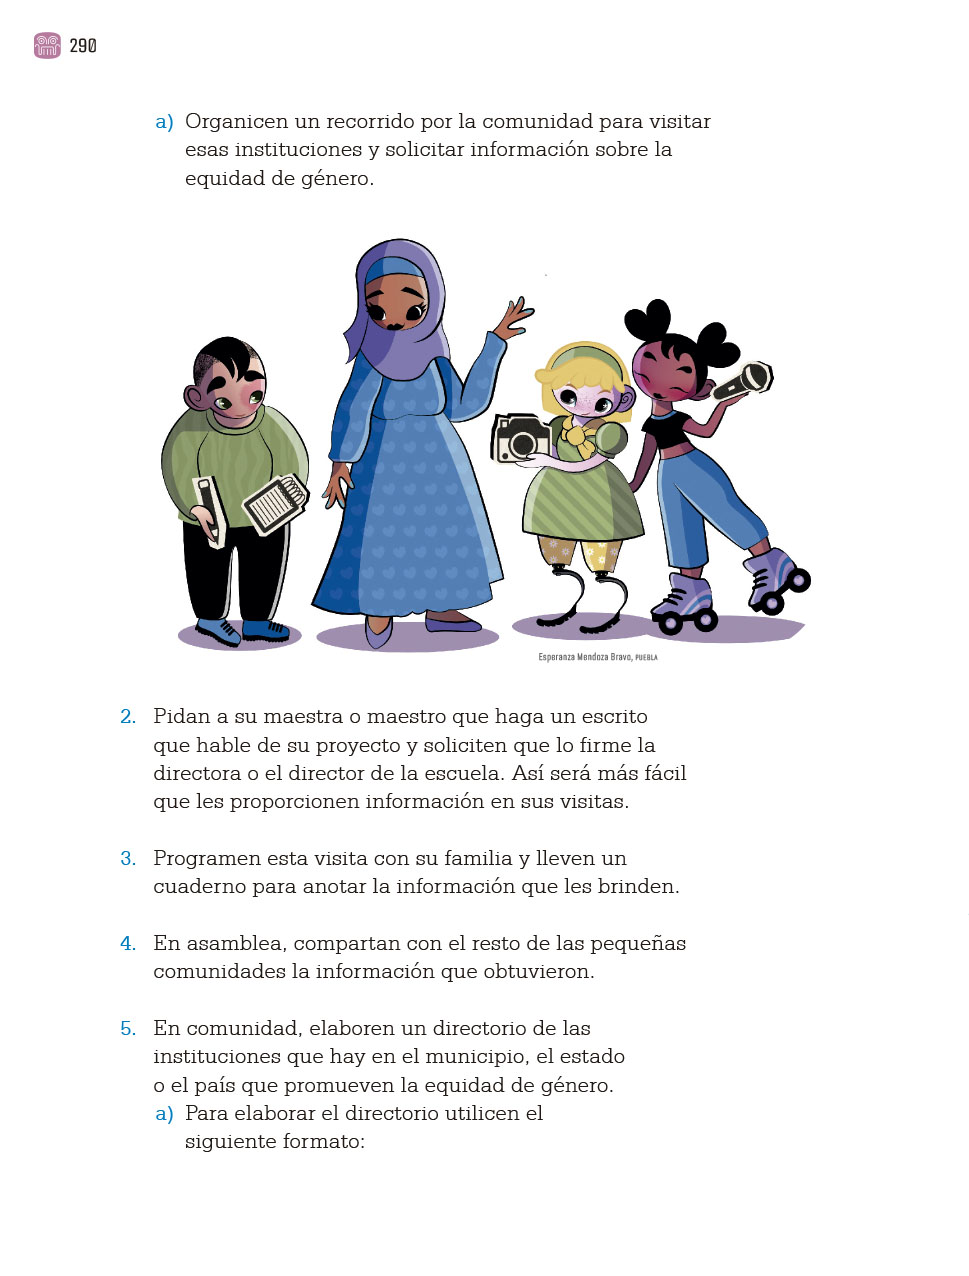 290
a) Organicen un recorrido por la comunidad para visitar
esas instituciones y solicitar información sobre la
equidad de género.
Esperanza Mendoza Bravo, PUEBLA
2. Pidan a su maestra o maestro que haga un escrito
que hable de su proyecto y soliciten que lo firme la
directora o el director de la escuela. Así será más fácil
que les proporcionen información en sus visitas.
3. Programen esta visita con su familia y lleven un
cuaderno para anotar la información que les brinden.
4. En asamblea, compartan con el resto de las pequeñas
comunidades la información que obtuvieron.
5. En comunidad, elaboren un directorio de las
instituciones que hay en el municipio, el estado
o el país que promueven la equidad de género.
a) Para elaborar el directorio utilicen el
siguiente formato: